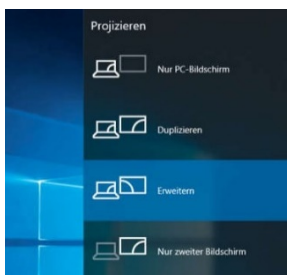 Projizieren
Nur PC-Bildschirm
Duplizieren
Erweitern
Nur zweiter Bildschirm